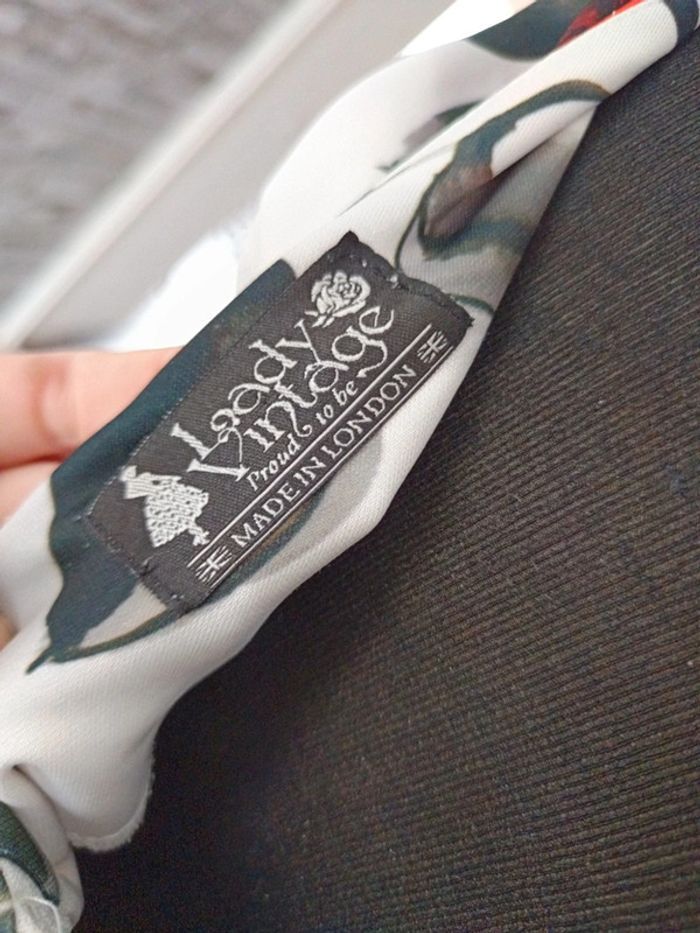 Lady
Vintage
Proud to be
MADE IN LONDON